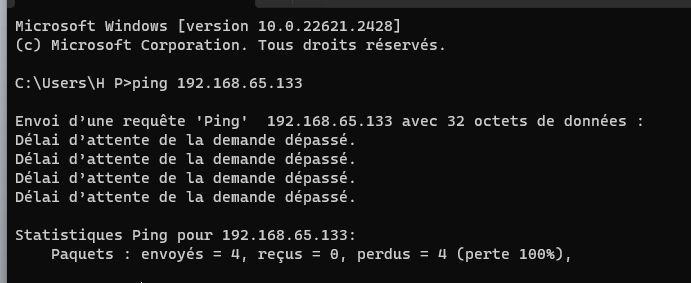 Microsoft Windows [version 10.0.22621.2428]
(c) Microsoft Corporation. Tous droits réservés.
C:\Users\H P>ping 192.168.65.133
Envoi d’une requête 'Ping'  192.168.65.133 avec 32 octets de données :
Délai d’attente de la demande dépassé.
Délai d’attente de la demande dépassé.
Délai d’attente de la demande dépassé.
Délai d’attente de la demande dépassé.
Statistiques Ping pour 192.168.65.133:
    Paquets : envoyés = 4, reçus = 0, perdus = 4 (perte 100%),